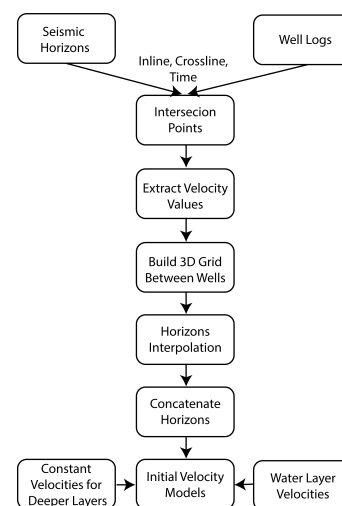 Seismic
Horizons
Well Logs
Inline, Crossline,
Time
Intersecion
Points
Extract Velocity
Values
Build 3D Grid
Between Wells
Horizons
Interpolation
Concatenate
Horizons
Constant
Velocities for
Deeper Layers
Initial Velocity
Models
Water Layer
Velocities